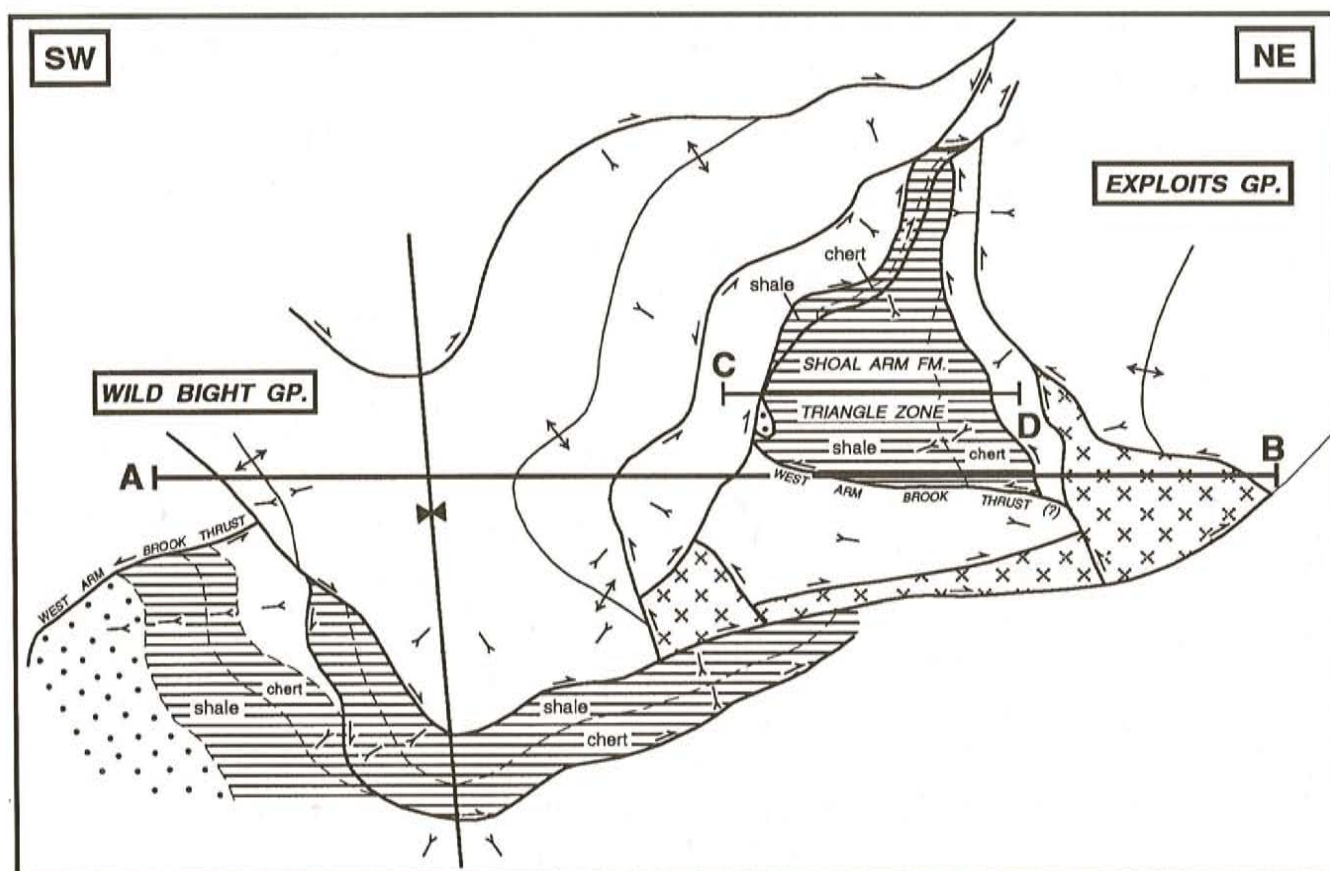 SW
NE
EXPLOITS GP.
chert
shale
C
SHOAL ARM FM.
WILD BIGHT GP.
TRIANGLE ZONE
D
shale
chert
B
A
WEST ARM BROOK THRUST (?)
WEST ARM BROOK THRUST
chert
shale
shale
chert